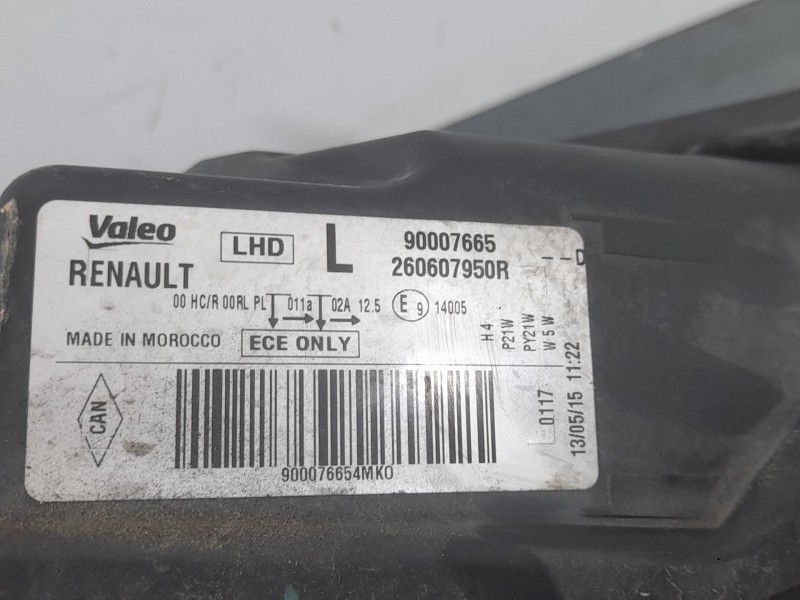 Valeo
LHD
L
90007665
RENAULT
260607950R
--D
00 HC/R 00RL PL 011a 02A 12.5 E 9 14005
MADE IN MOROCCO
ECE ONLY
H4
P21W
PY21W
W5W
0117
13/05/15 11:22
CAN
900076654MK0